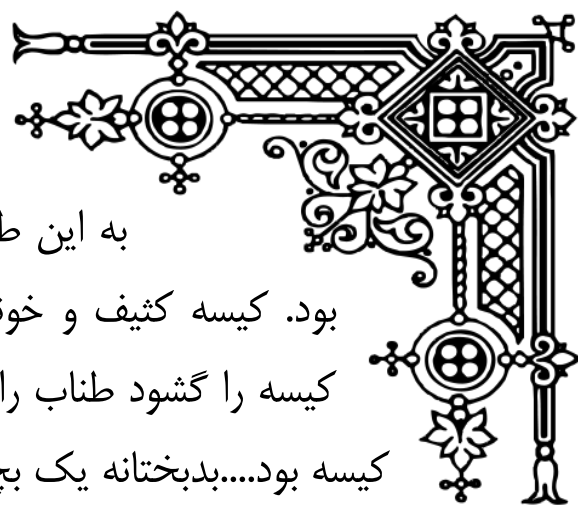 به این
بود. کیسه کثیف و
کیسه را گشود طناب را
کیسه بود....بدبختانه یک